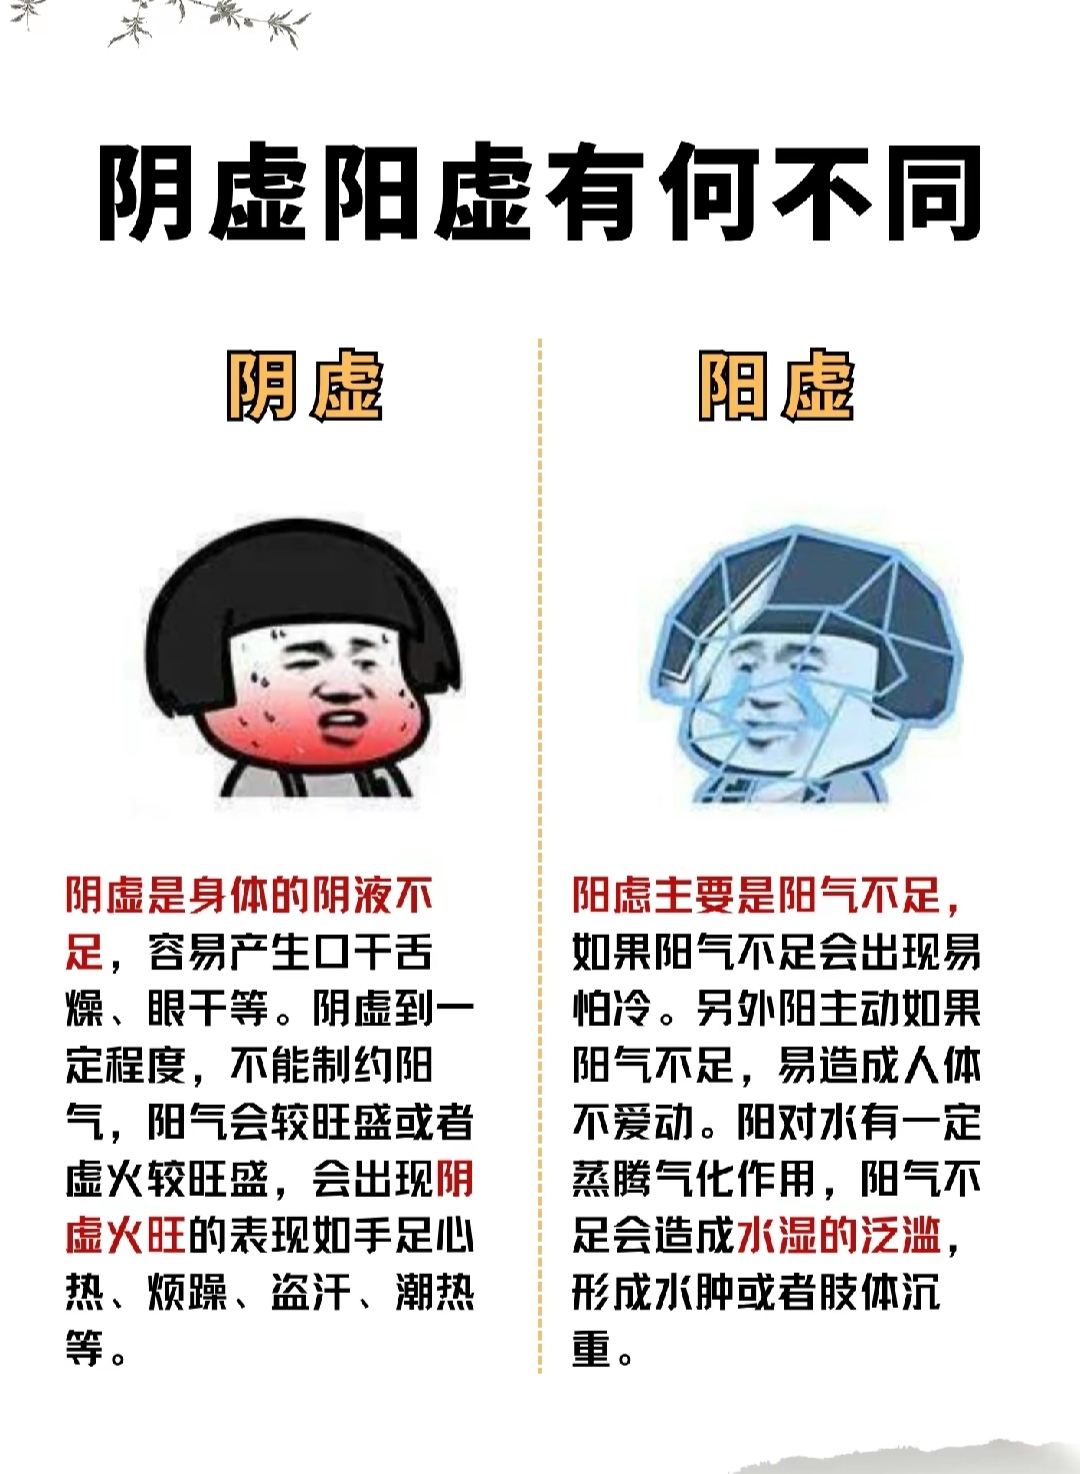 阴虚阳虚有何不同
阴虚
阴虚是身体的阴液不
足，容易产生口干舌
燥、眼干等。阴虚到一
定程度，不能制约阳
气，阳气会较旺盛或者
虚火较旺盛，会出现阴
虚火旺的表现如手足心
热、烦躁、盗汗、潮热
等。
阳虚
阳虑主要是阳气不足，
如果阳气不足会出现易
怕冷。另外阳主动如果
阳气不足，易造成人体
不爱动。阳对水有一定
蒸腾气化作用，阳气不
足会造成水湿的泛滥，
形成水肿或者肢体沉
重。